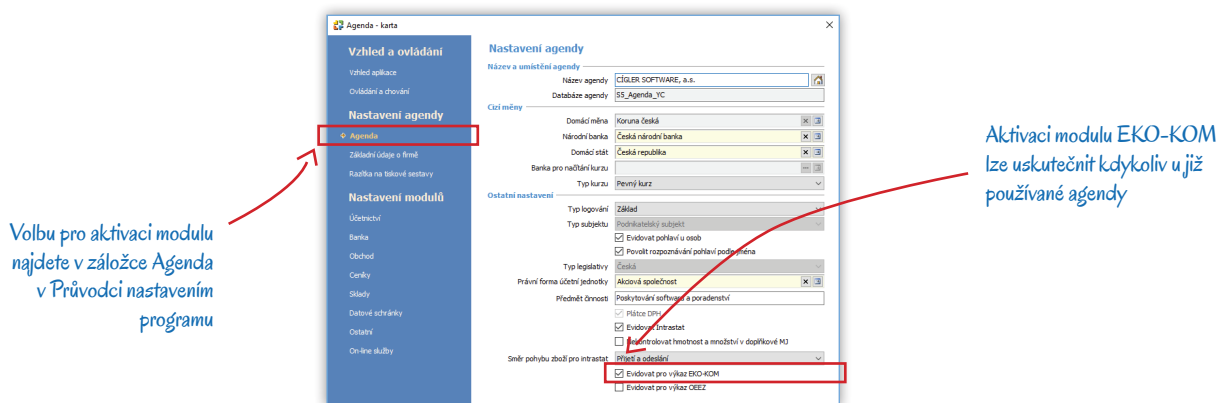 Agenda - karta
Vzhled a ovládání
Vzhled aplikace
Ovládání a chování
Nastavení agendy
Agenda
Základní údaje o firmě
Razítka na tiskové sestavy
Nastavení modulů
Účetnictví
Banka
Obchod
Ceníky
Sklady
Datové schránky
Ostatní
On-line služby
Nastavení agendy
Název a umístění agendy
Název agendy CÍGLER SOFTWARE, a.s.
Databáze agendy SS_Agenda_YC
Cizí měny
Domácí měna Koruna česká
Národní banka Česká národní banka
Domácí stát Česká republika
Banka pro načítání kurzu
Typ kurzu Pevný kurz
Ostatní nastavení
Typ logování Základ
Typ subjektu Podnikatelský subjekt
Evidovat pohlaví u osob
Povolit rozpoznávání pohlaví podle jména
Typ legislativy Česká
Právní forma účetní jednotky Akciová společnost
Předmět činnosti Poskytování software a poradenství
Plátce DPH
Evidovat Intrastat
Nekontrolovat hmotnost a množství v doplňkové MJ
Směr pohybu zboží pro intrastat Přijetí a odeslání
Evidovat pro výkaz EKO-KOM
Evidovat pro výkaz OEEZ
Volbu pro aktivaci modulu
najdete v záložce Agenda
v Průvodci nastavením
programu
Aktivaci modulu EKO-KOM
lze uskutečnit kdykoliv u již
používané agendy